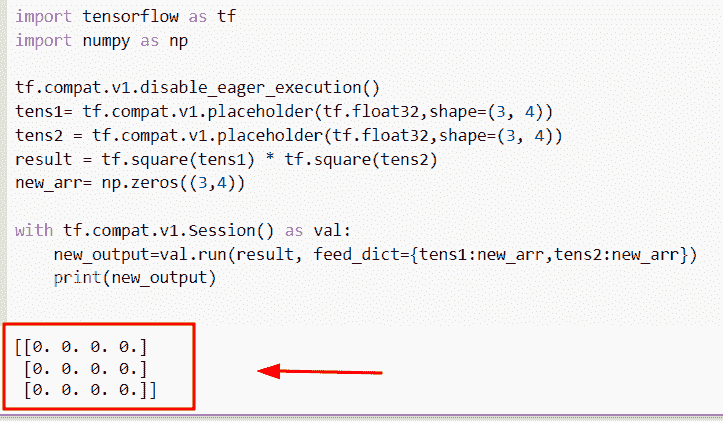 import tensorflow as tf
import numpy as np
tf.compat.v1.disable_eager_execution()
tens1= tf.compat.v1.placeholder(tf.float32,shape=(3, 4))
tens2 = tf.compat.v1.placeholder(tf.float32,shape=(3, 4))
result = tf.square(tens1) * tf.square(tens2)
new_arr= np.zeros((3,4))
with tf.compat.v1.Session() as val:
    new_output=val.run(result, feed_dict={tens1:new_arr,tens2:new_arr})
    print(new_output)
[[0. 0. 0. 0.]
 [0. 0. 0. 0.]
 [0. 0. 0. 0.]]